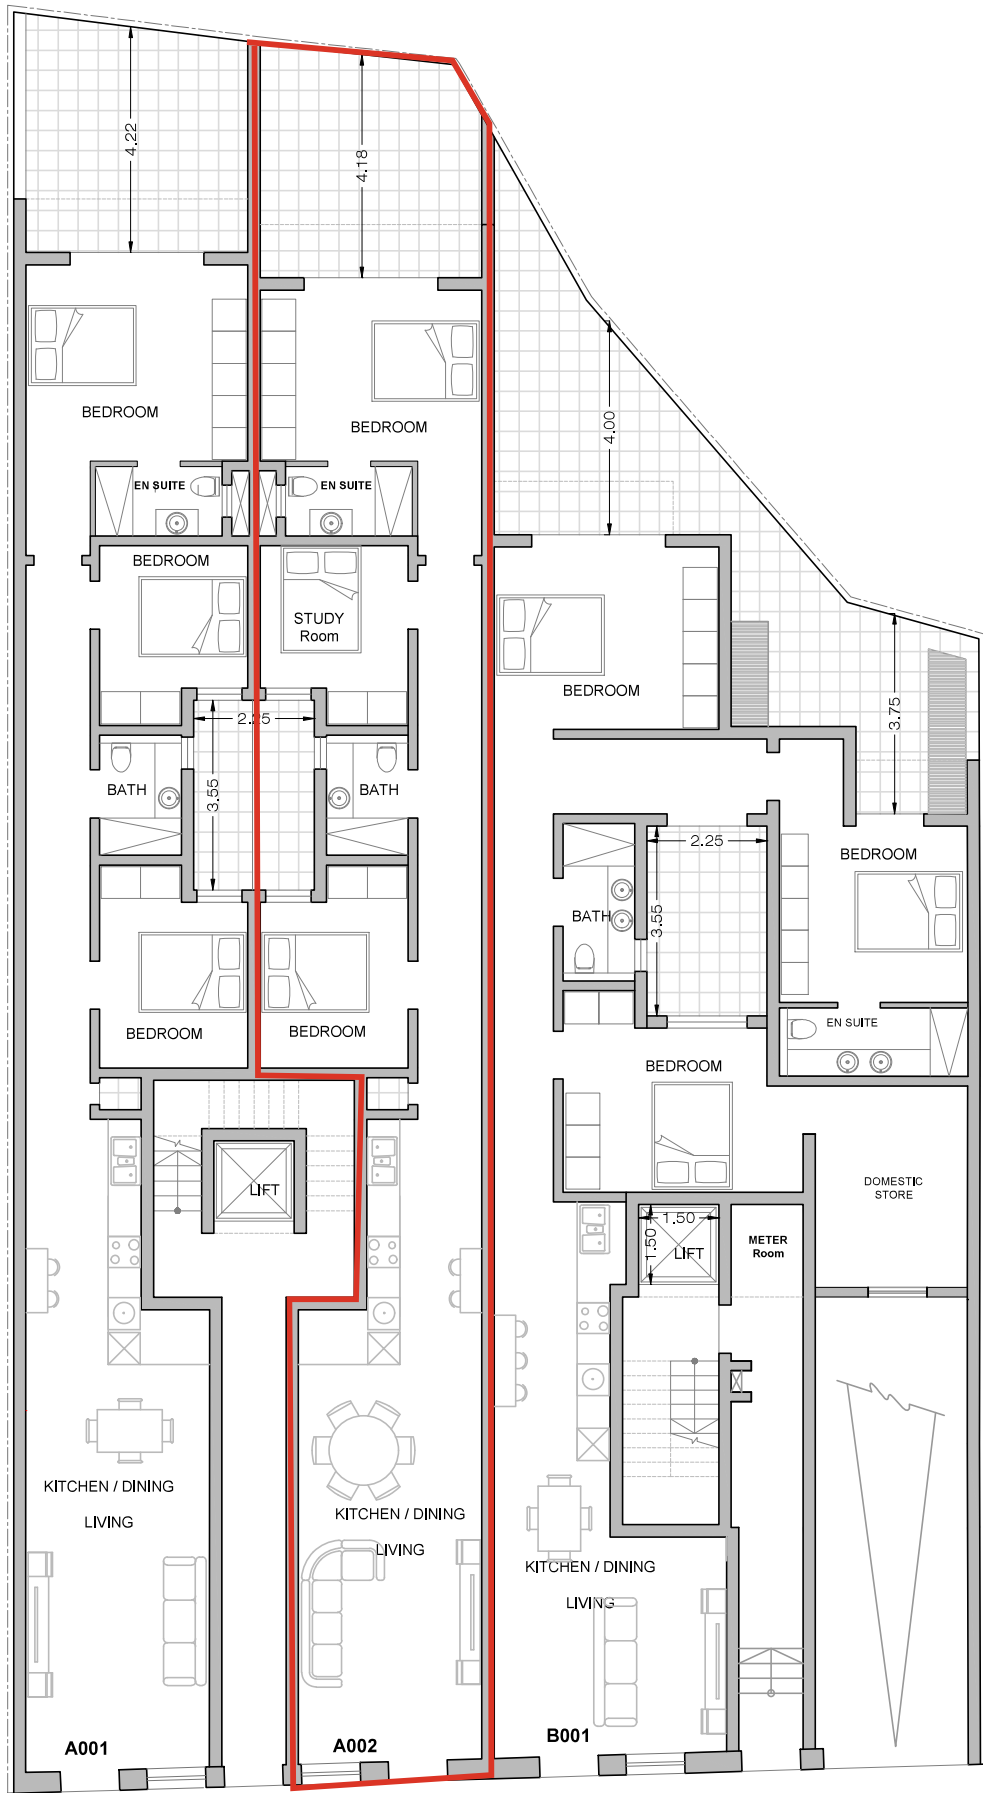 4.22
4.18
BEDROOM
BEDROOM
4.00
EN SUITE
EN SUITE
BEDROOM
STUDY
Room
BEDROOM
2.25
3.55
3.75
BATH
BATH
2.25
3.55
BEDROOM
BATH
BEDROOM
BEDROOM
EN SUITE
BEDROOM
LIFT
DOMESTIC
STORE
1.50
1.50
LIFT
METER
Room
KITCHEN / DINING
LIVING
KITCHEN / DINING
LIVING
KITCHEN / DINING
LIVING
A001
A002
B001